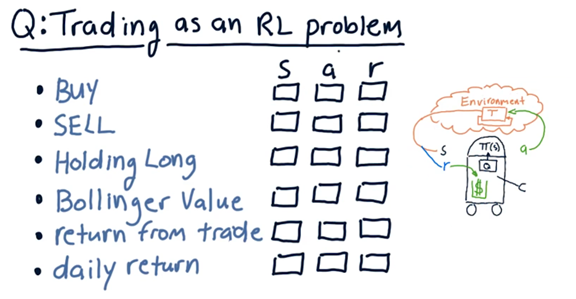 Q: Trading as an RL problem
S a r
• BUY
• SELL
• Holding Long
• Bollinger Value
• return from trade
• daily return
Environment
T
S
r
π(s)
Q
a
$
C